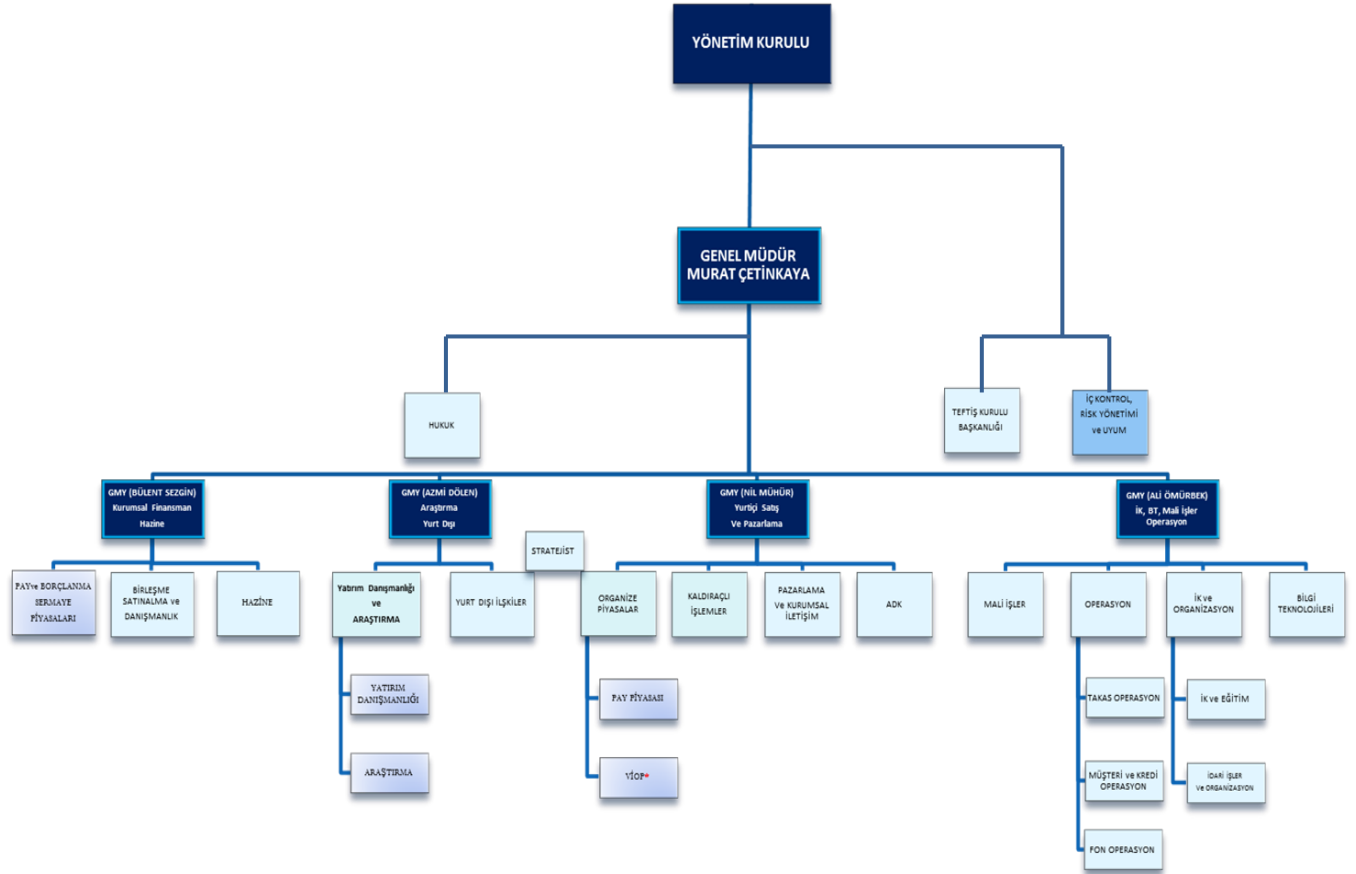 YÖNETİM KURULU
GENEL MÜDÜR
MURAT ÇETİNKAYA
HUKUK
TEFTİŞ KURULU
BAŞKANLIĞI
İÇ KONTROL,
RİSK YÖNETİMİ
ve UYUM
GMY (BÜLENT SEZGİN)
Kurumsal Finansman
Hazine
GMY (AZMİ DÖLEN)
Araştırma
Yurt Dışı
GMY (NİL MÜHÜR)
Yurtiçi Satış
Ve Pazarlama
GMY (ALİ ÖMÜRBEK)
İK, BT, Mali İşler
Operasyon
STRATEJİST
PAYve BORÇLANMA
SERMAYE
PİYASALARI
BİRLEŞME
SATINALMA ve
DANIŞMANLIK
HAZİNE
Yatrım Danışmanlığı
ve
ARAŞTIRMA
YURT DIŞI İLŞKİLER
ORGANIZE
PİYASALAR
KALDIRAÇLI
İŞLEMLER
PAZARLAMA
VE KURUMSAL
İLETİŞİM
ADK
MALİ İŞLER
OPERASYON
İK ve
ORGANİZASYON
BİLGİ
TEKNOLOJİLERİ
YATIRIM
DANIŞMANLIĞI
ARAŞTIRMA
PAY PİYASASI
VİOP*
TAKAS OPERASYON
MÜŞTERİ ve KREDİ
OPERASYON
FON OPERASYON
İK ve EĞİTİM
İDARİ İŞLER
VE ORGANİZASYON